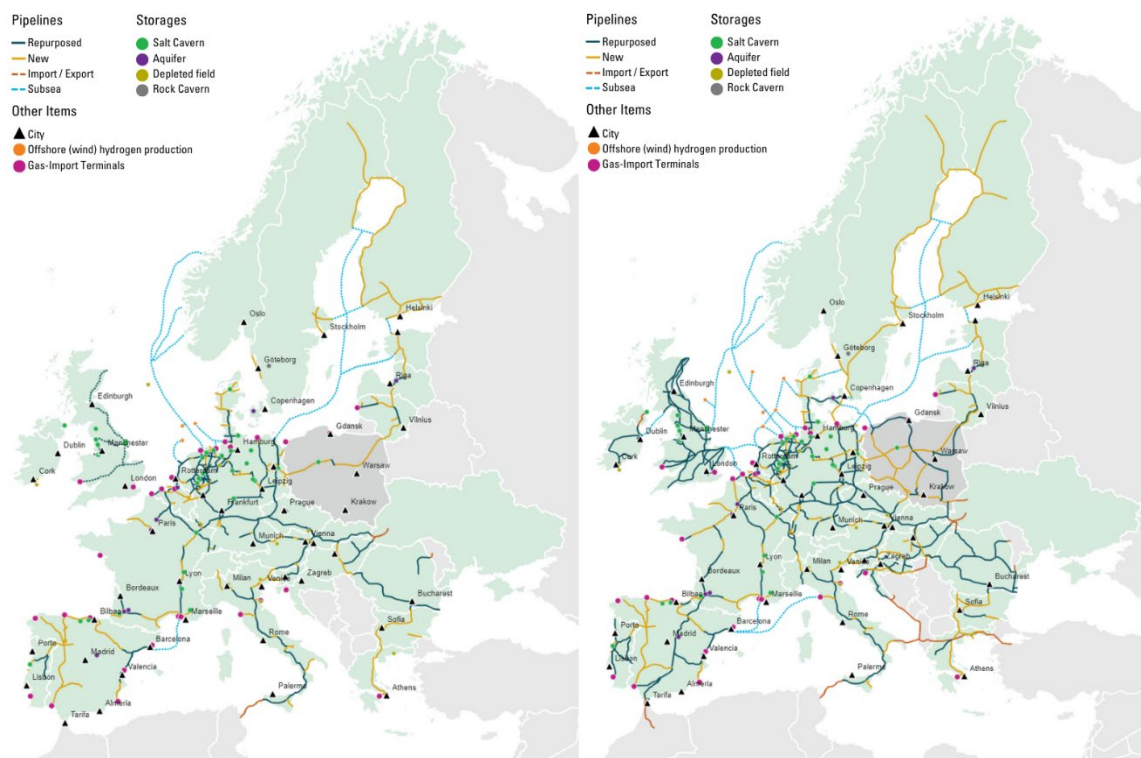 Pipelines
Storages
Repurposed
Salt Cavern
New
Aquifer
Import / Export
Depleted field
Subsea
Rock Cavern
Other Items
City
Offshore (wind) hydrogen production
Gas-Import Terminals
Oslo
Helsinki
Stockholm
Göteborg
Riga
Edinburgh
Copenhagen
Vilnius
Gdansk
Dublin
Manchester
Hamburg
Cork
Rotterdam
Warsaw
London
Leipzig
Frankfurt
Prague
Krakow
Paris
Munich
Vienna
Lyon
Milan
Zagreb
Bordeaux
Bucharest
Bilbao
Marseille
Sofia
Porto
Barcelona
Rome
Madrid
Valencia
Lisbon
Palermo
Athens
Almería
Tarifa
Pipelines
Storages
Repurposed
Salt Cavern
New
Aquifer
Import / Export
Depleted field
Subsea
Rock Cavern
Other Items
City
Offshore (wind) hydrogen production
Gas-Import Terminals
Helsinki
Oslo
Stockholm
Göteborg
Riga
Edinburgh
Copenhagen
Vilnius
Gdansk
Dublin
Manchester
Hamburg
Cork
Rotterdam
Warsaw
London
Leipzig
Prague
Krakow
Paris
Munich
Vienna
Lyon
Milan
Zagreb
Bordeaux
Bucharest
Bilbao
Marseille
Sofia
Porto
Barcelona
Rome
Madrid
Valencia
Lisbon
Palermo
Athens
Almería
Tarifa